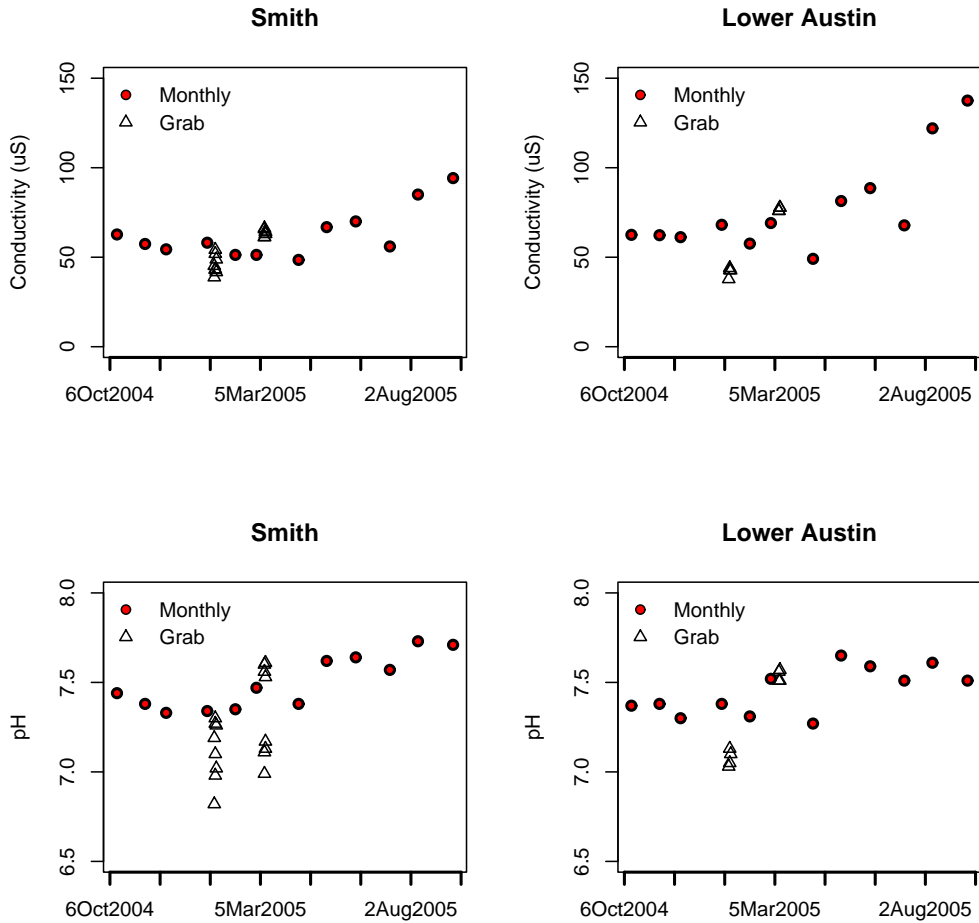 Smith
Conductivity (uS)
150
100
50
0
Monthly
Grab
6Oct2004 5Mar2005 2Aug2005
Lower Austin
Conductivity (uS)
150
100
50
0
Monthly
Grab
6Oct2004 5Mar2005 2Aug2005
Smith
pH
8.0
7.5
7.0
6.5
Monthly
Grab
6Oct2004 5Mar2005 2Aug2005
Lower Austin
pH
8.0
7.5
7.0
6.5
Monthly
Grab
6Oct2004 5Mar2005 2Aug2005